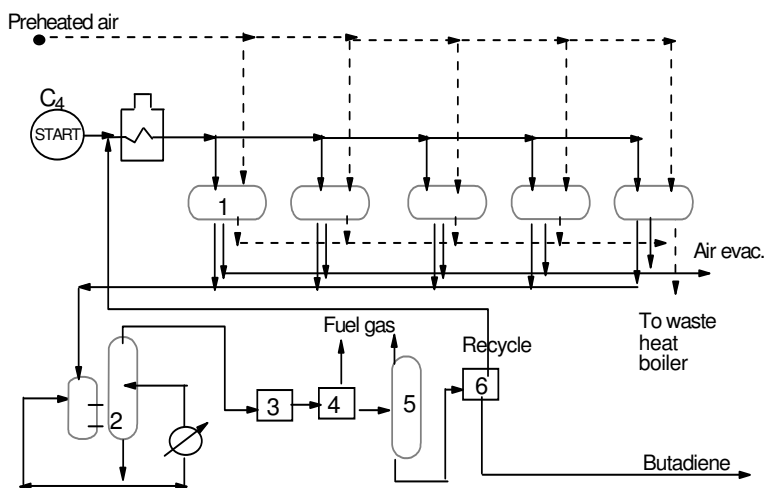 Preheated air
C4
START
1
Air evac.
To waste
heat
boiler
Fuel gas
Recycle
2
3
4
5
6
Butadiene